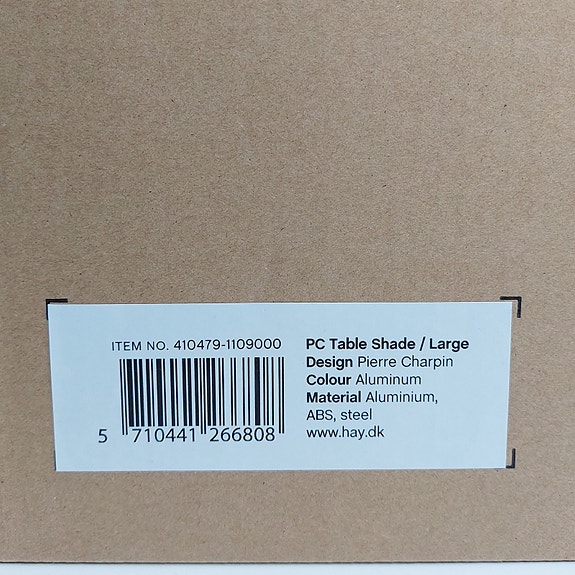 ITEM NO. 410479-1109000
5 710441 266808
PC Table Shade / Large
Design Pierre Charpin
Colour Aluminum
Material Aluminium,
ABS, steel
www.hay.dk